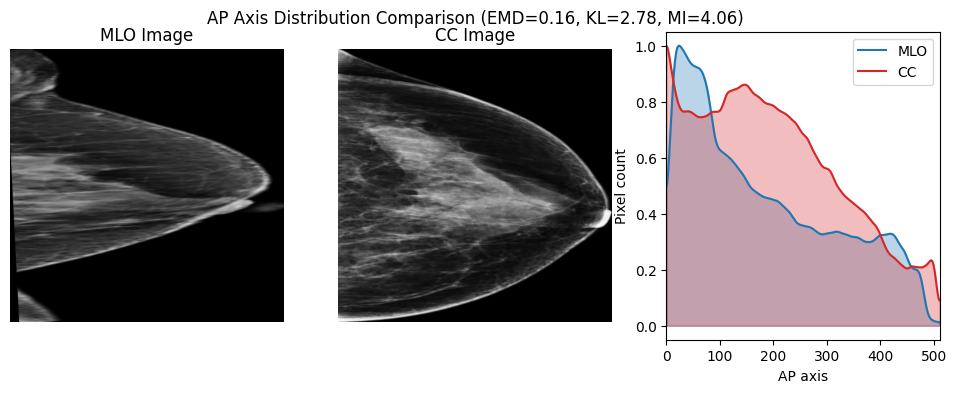 AP Axis Distribution Comparison (EMD=0.16, KL=2.78, MI=4.06)
MLO Image
CC Image
MLO
CC
Pixel count
1.0
0.8
0.6
0.4
0.2
0.0
0 100 200 300 400 500
AP axis